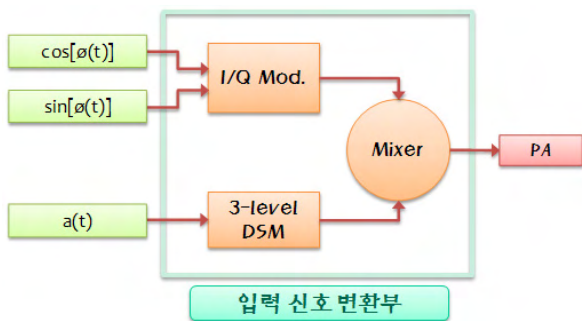 cos[ø(t)]
sin[ø(t)]
I/Q Mod.
Mixer
PA
a(t)
3-level
DSM
입력 신호 변환부